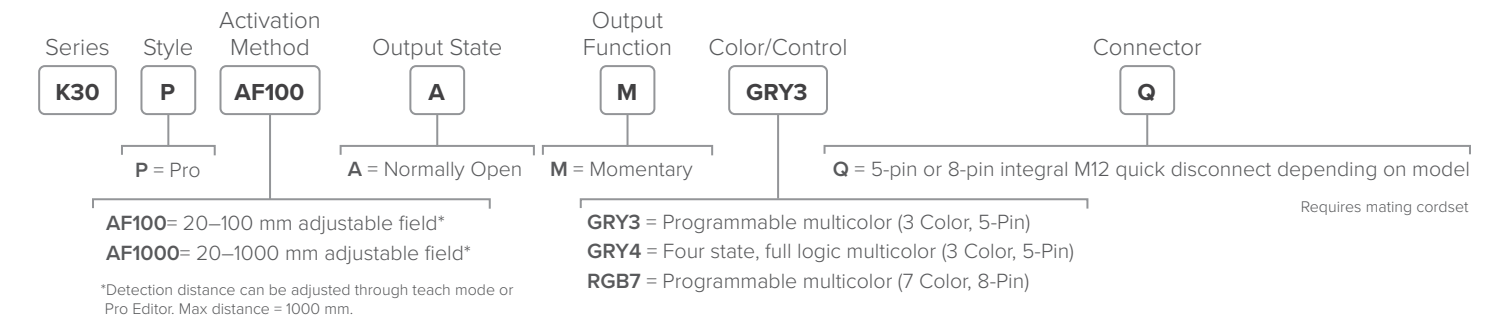 Activation
Output
Series Style Method Output State Function Color/Control Connector
K30 P AF100 A M GRY3 Q
P = Pro
A = Normally Open
M = Momentary
Q = 5-pin or 8-pin integral M12 quick disconnect depending on model
Requires mating cordset
AF100= 20–100 mm adjustable field*
AF1000= 20–1000 mm adjustable field*
*Detection distance can be adjusted through teach mode or
Pro Editor. Max distance = 1000 mm.
GRY3 = Programmable multicolor (3 Color, 5-Pin)
GRY4 = Four state, full logic multicolor (3 Color, 5-Pin)
RGB7 = Programmable multicolor (7 Color, 8-Pin)